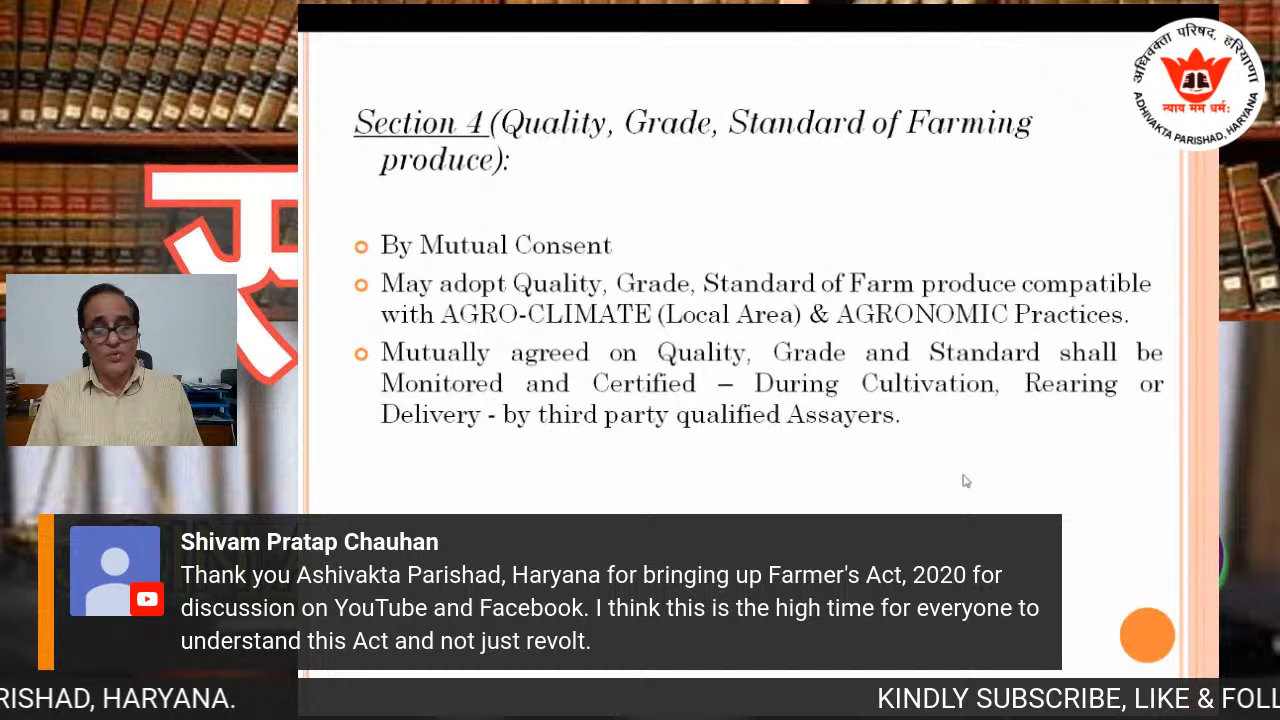 अधिवक्ता परिषद, हरियाणा
न्याय मम धर्मः
ADHIVAKTA PARISHAD, HARYANA
Section 4 (Quality, Grade, Standard of Farming
produce):
By Mutual Consent
May adopt Quality, Grade, Standard of Farm produce compatible
with AGRO-CLIMATE (Local Area) & AGRONOMIC Practices.
Mutually agreed on Quality, Grade and Standard shall be
Monitored and Certified – During Cultivation, Rearing or
Delivery - by third party qualified Assayers.
Shivam Pratap Chauhan
Thank you Ashivakta Parishad, Haryana for bringing up Farmer's Act, 2020 for
discussion on YouTube and Facebook. I think this is the high time for everyone to
understand this Act and not just revolt.
RISHAD, HARYANA.
KINDLY SUBSCRIBE, LIKE & FOLL